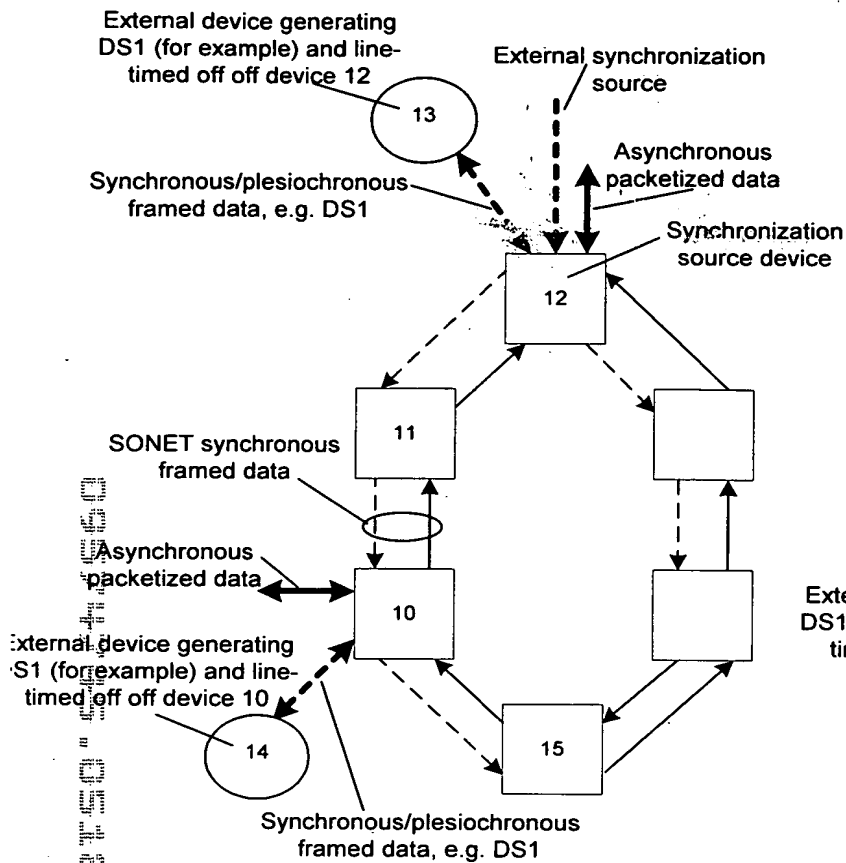 External device generating
DS1 (for example) and line-
timed off off device 12
13
External synchronization
source
Asynchronous
packetized data
Synchronous/plesiochronous
framed data, e.g. DS1
Synchronization
source device
12
11
SONET synchronous
framed data
Asynchronous
packetized data
10
External device generating
DS1 (for example) and line-
timed off off device 10
14
15
Synchronous/plesiochronous
framed data, e.g. DS1
DS1